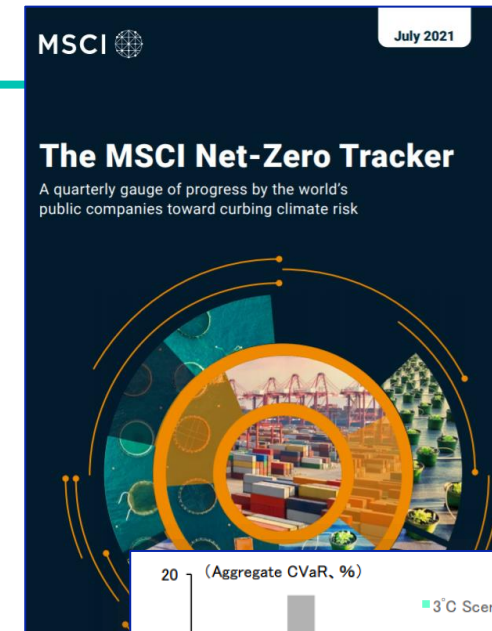 MSCI
July 2021
The MSCI Net-Zero Tracker
A quarterly gauge of progress by the world's
public companies toward curbing climate risk
20
(Aggregate CVaR、%)
3℃ Scen